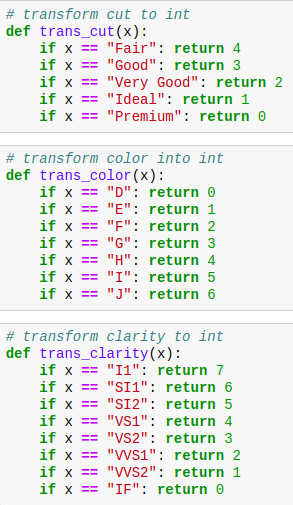 # transform cut to int
def trans_cut(x):
    if x == "Fair": return 4
    if x == "Good": return 3
    if x == "Very Good": return 2
    if x == "Ideal": return 1
    if x == "Premium": return 0
# transform color into int
def trans_color(x):
    if x == "D": return 0
    if x == "E": return 1
    if x == "F": return 2
    if x == "G": return 3
    if x == "H": return 4
    if x == "I": return 5
    if x == "J": return 6
# transform clarity to int
def trans_clarity(x):
    if x == "I1": return 7
    if x == "SI1": return 6
    if x == "SI2": return 5
    if x == "VS1": return 4
    if x == "VS2": return 3
    if x == "VVS1": return 2
    if x == "VVS2": return 1
    if x == "IF": return 0